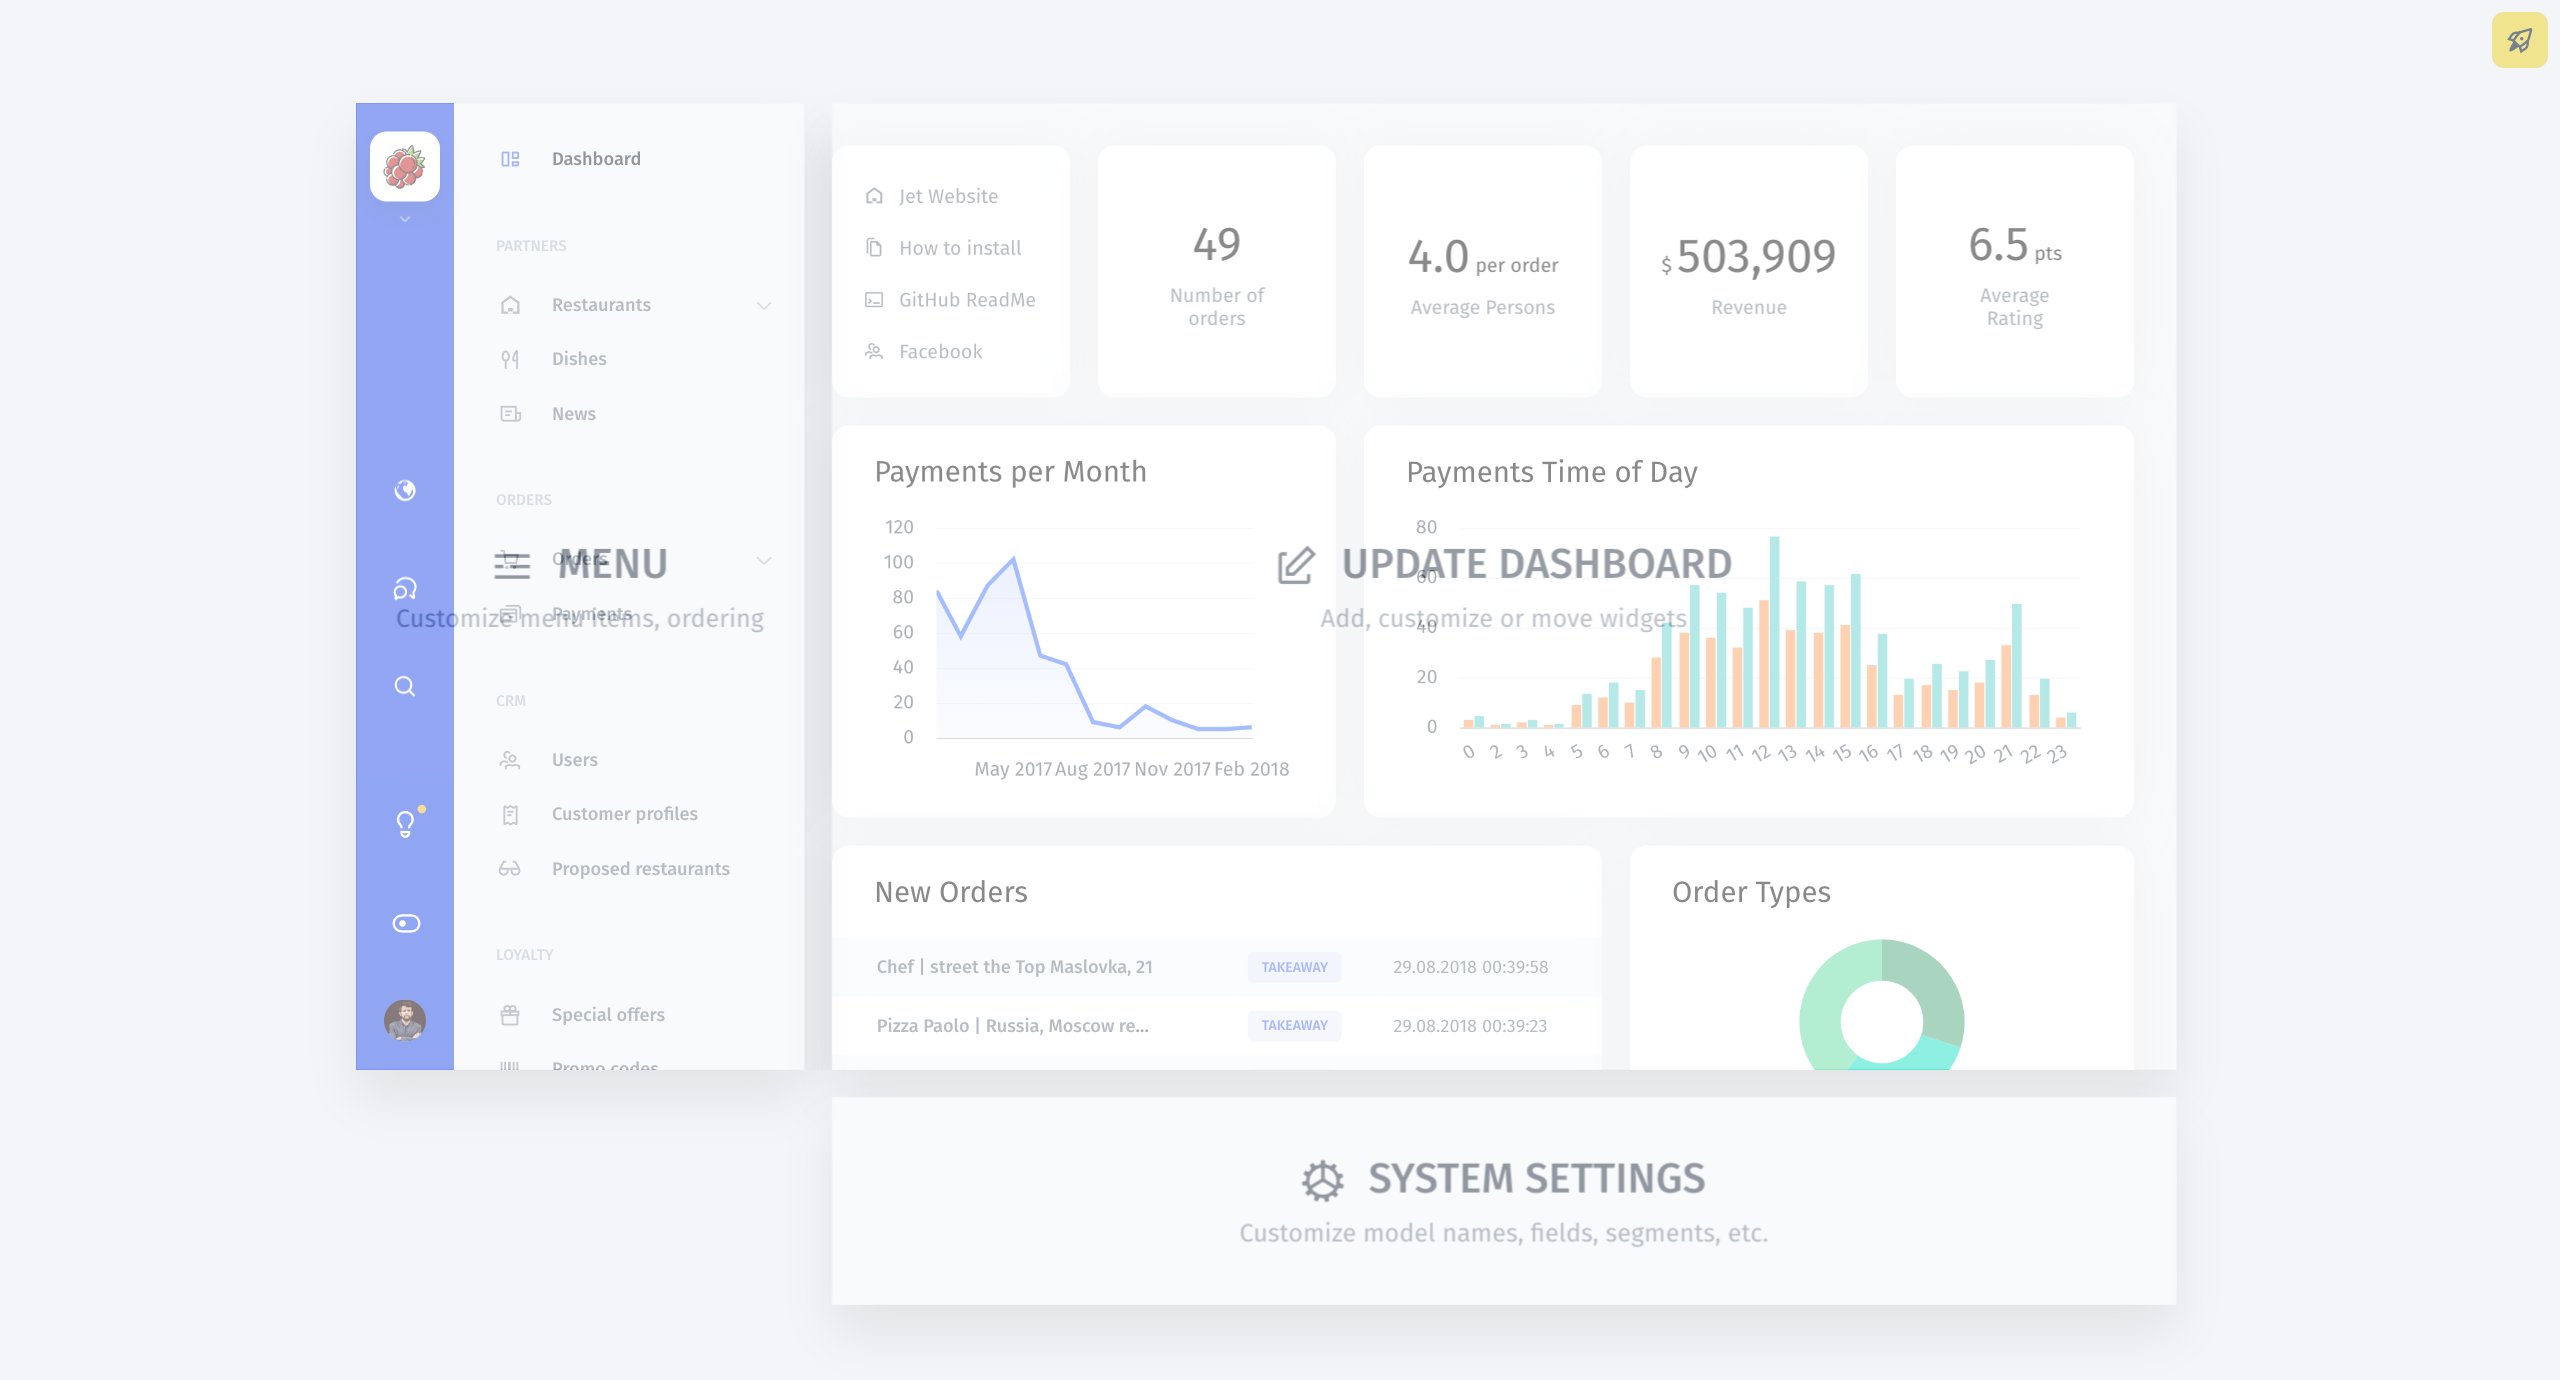 Dashboard
PARTNERS
Restaurants
Dishes
News
ORDERS
Orders
Payments
MENU
Customize menu items, ordering
CRM
Users
Customer profiles
Proposed restaurants
LOYALTY
Special offers
Promo codes
Jet Website
How to install
GitHub ReadMe
Facebook
49
Number of
orders
4.0 per order
Average Persons
$ 503,909
Revenue
6.5 pts
Average
Rating
Payments per Month
120
100
80
60
40
20
0
May 2017 Aug 2017 Nov 2017 Feb 2018
Payments Time of Day
80
60
40
20
0
0 2 3 4 5 6 7 8 9 10 11 12 13 14 15 16 17 18 19 20 21 22 23
UPDATE DASHBOARD
Add, customize or move widgets
New Orders
Chef | street the Top Maslovka, 21 TAKEAWAY 29.08.2018 00:39:58
Pizza Paolo | Russia, Moscow re... TAKEAWAY 29.08.2018 00:39:23
Order Types
SYSTEM SETTINGS
Customize model names, fields, segments, etc.